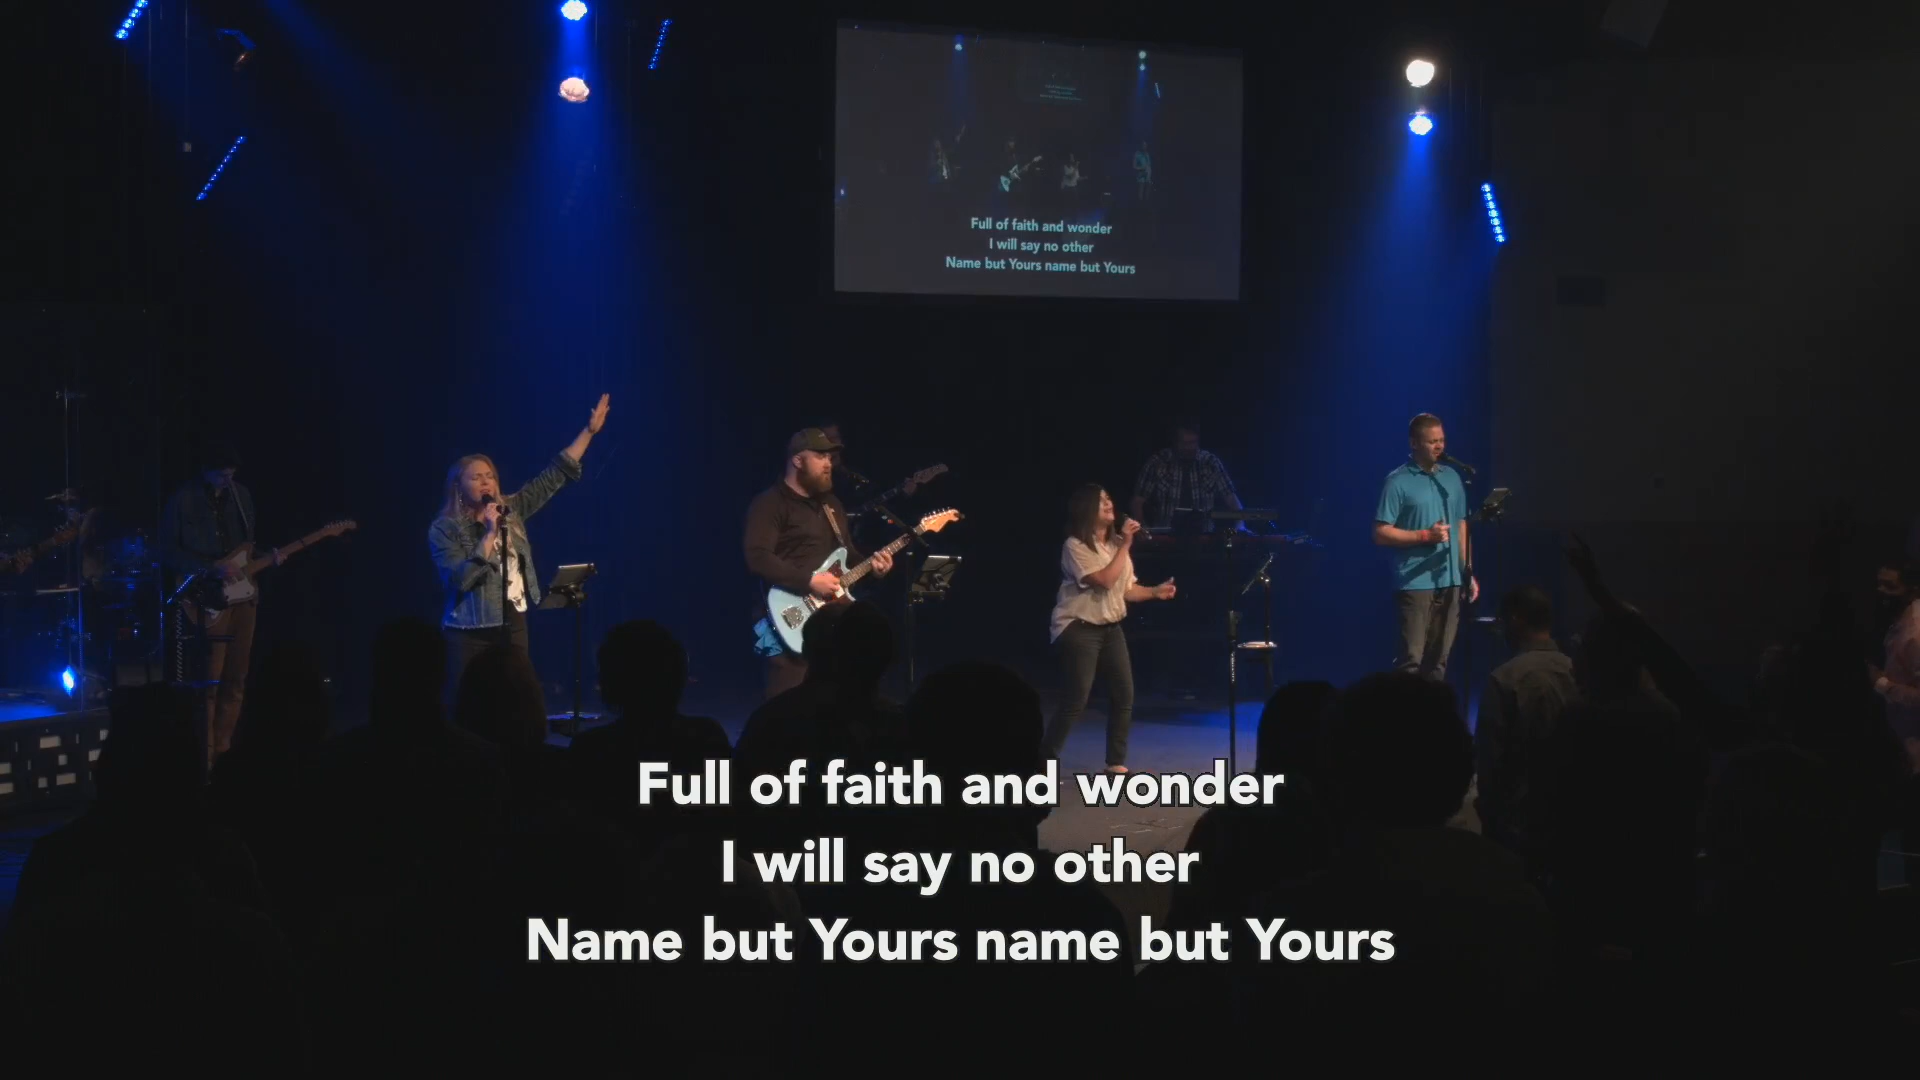 Full of faith and wonder
I will say no other
Name but Yours name but Yours
Full of faith and wonder
I will say no other
Name but Yours name but Yours